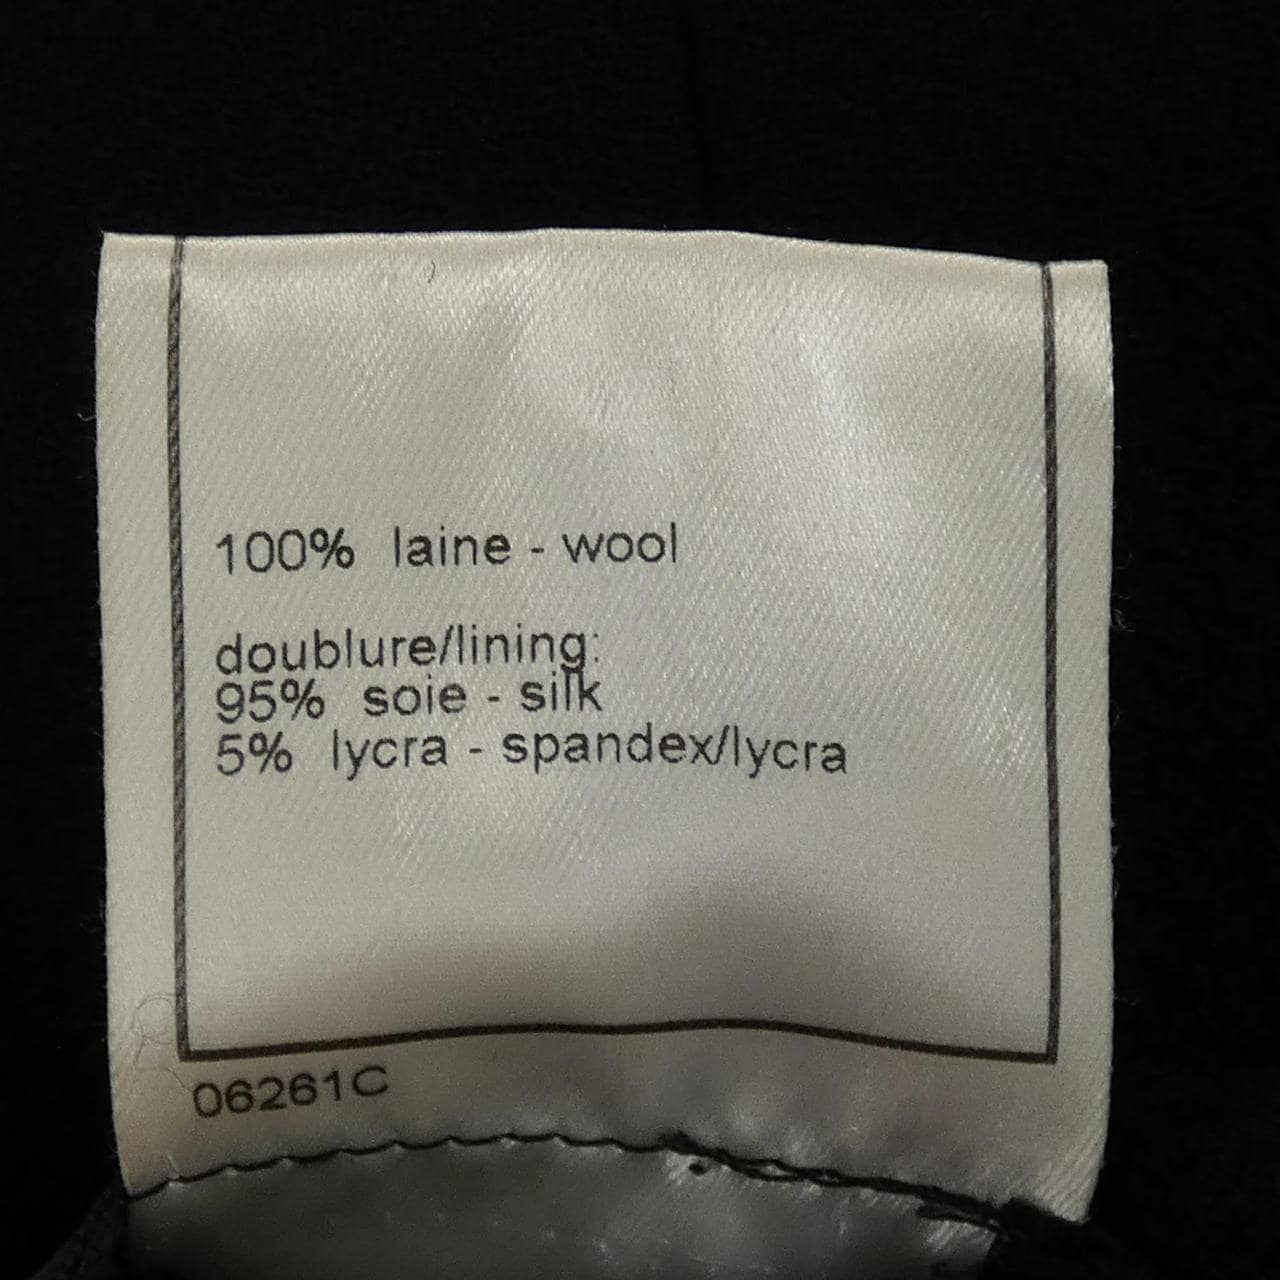 100% laine - wool
doublure/lining:
95% soie - silk
5% lycra - spandex/lycra
06261C